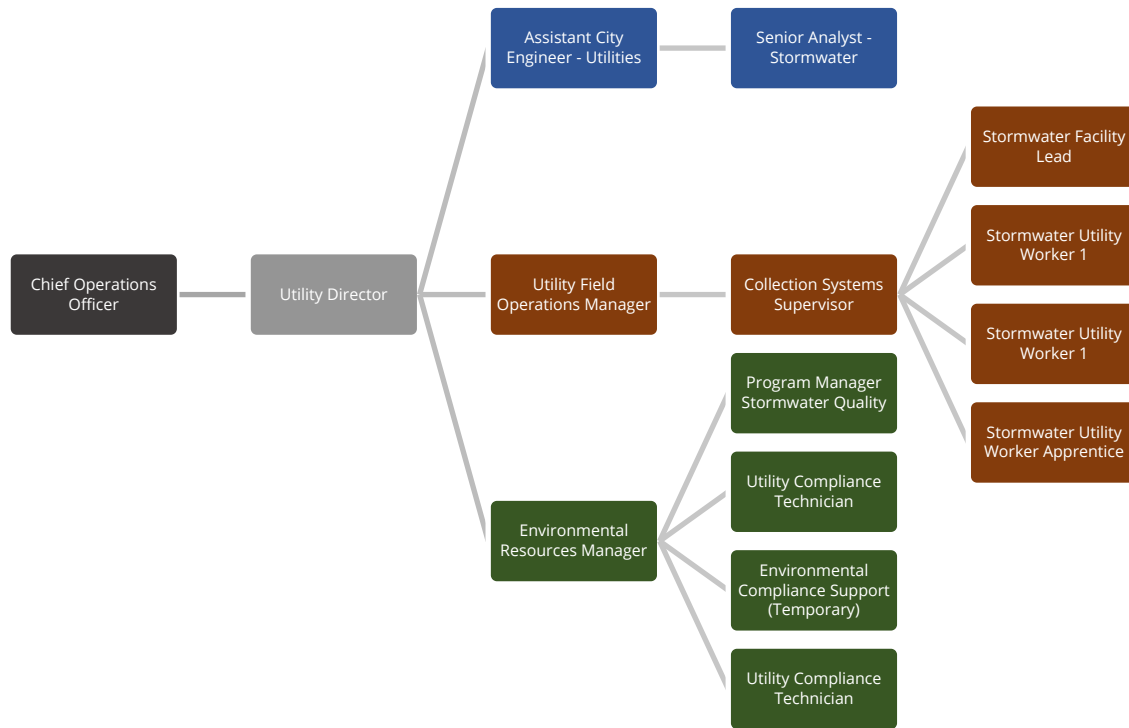 Assistant City
Engineer - Utilities
Senior Analyst -
Stormwater
Stormwater Facility
Lead
Stormwater Utility
Worker 1
Chief Operations
Officer
Utility Director
Utility Field
Operations Manager
Collection Systems
Supervisor
Stormwater Utility
Worker 1
Program Manager
Stormwater Quality
Stormwater Utility
Worker Apprentice
Utility Compliance
Technician
Environmental
Resources Manager
Environmental
Compliance Support
(Temporary)
Utility Compliance
Technician